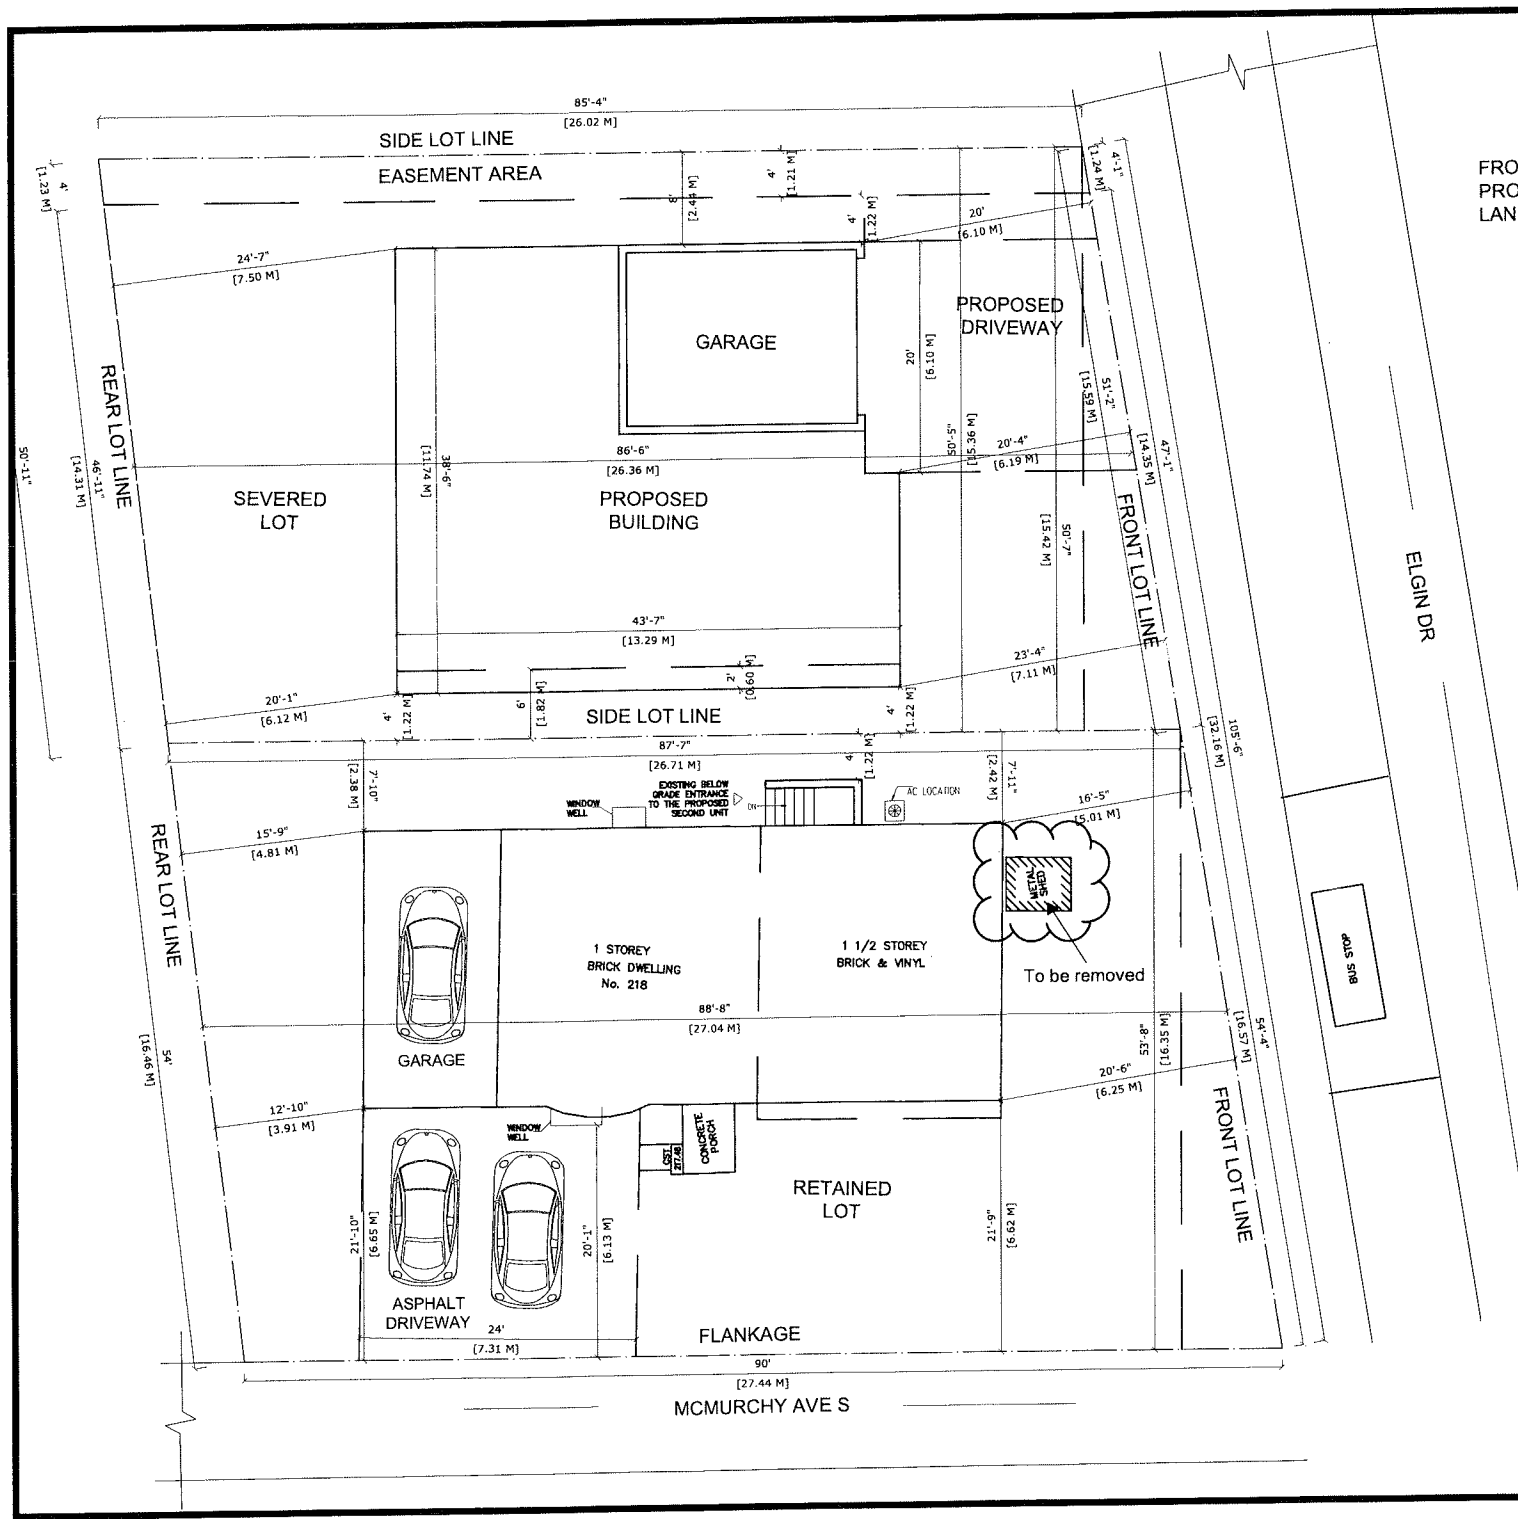 85'-4"
[26.02 M]
SIDE LOT LINE
EASEMENT AREA
4'
[1.23 M]
8'
[2.44 M]
4'
[1.21 M]
4'
[1.22 M]
20'
[6.10 M]
4'-1"
[1.24 M]
FRO
PRO
LAN
24'-7"
[7.50 M]
GARAGE
PROPOSED
DRIVEWAY
20'
[6.10 M]
REAR LOT LINE
46'-11"
[14.31 M]
50'-11"
38'-6"
[11.74 M]
86'-6"
[26.36 M]
50'-5"
[15.36 M]
20'-4"
[6.19 M]
51'-2"
[15.59 M]
47'-1"
[14.35 M]
SEVERED
LOT
PROPOSED
BUILDING
50'-7"
[15.42 M]
FRONT LOT LINE
ELGIN DR
43'-7"
[13.29 M]
2'
[0.60 M]
23'-4"
[7.11 M]
20'-1"
[6.12 M]
4'
[1.22 M]
6'
[1.82 M]
SIDE LOT LINE
4'
[1.22 M]
105'-6"
[32.16 M]
87'-7"
[26.71 M]
7'-10"
[2.38 M]
4'
[1.22 M]
7'-11"
[2.42 M]
EXISTING BELOW
GRADE ENTRANCE
TO THE PROPOSED
SECOND UNIT
DN
WINDOW
WELL
AC LOCATION
16'-5"
[5.01 M]
15'-9"
[4.81 M]
REAR LOT LINE
METAL
SHED
To be removed
1 STOREY
BRICK DWELLING
No. 218
1 1/2 STOREY
BRICK & VINYL
BUS STOP
88'-8"
[27.04 M]
GARAGE
54'
[16.46 M]
53'-8"
[16.35 M]
54'-4"
[16.57 M]
20'-6"
[6.25 M]
12'-10"
[3.91 M]
WINDOW
WELL
CONCRETE
PORCH
RETAINED
LOT
FRONT LOT LINE
21'-10"
[6.65 M]
20'-1"
[6.13 M]
21'-9"
[6.62 M]
ASPHALT
DRIVEWAY
24'
[7.31 M]
FLANKAGE
90'
[27.44 M]
MCMURCHY AVE S